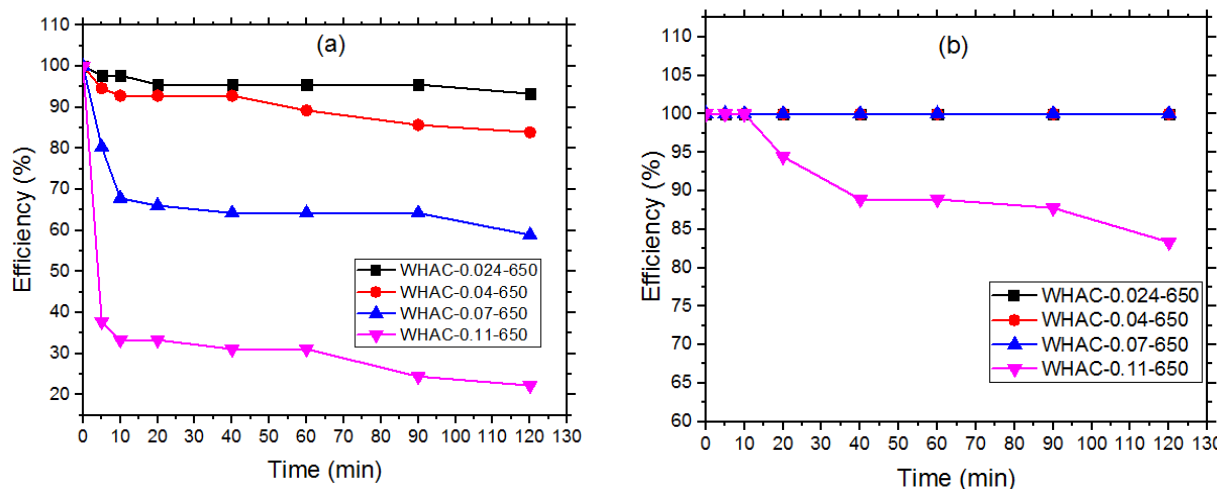 (a)
Efficiency (%)
110
100
90
80
70
60
50
40
30
20
WHAC-0.024-650
WHAC-0.04-650
WHAC-0.07-650
WHAC-0.11-650
0 10 20 30 40 50 60 70 80 90 100 110 120 130
Time (min)
(b)
Efficiency (%)
110
105
100
95
90
85
80
75
70
65
60
WHAC-0.024-650
WHAC-0.04-650
WHAC-0.07-650
WHAC-0.11-650
0 10 20 30 40 50 60 70 80 90 100 110 120 130
Time (min)